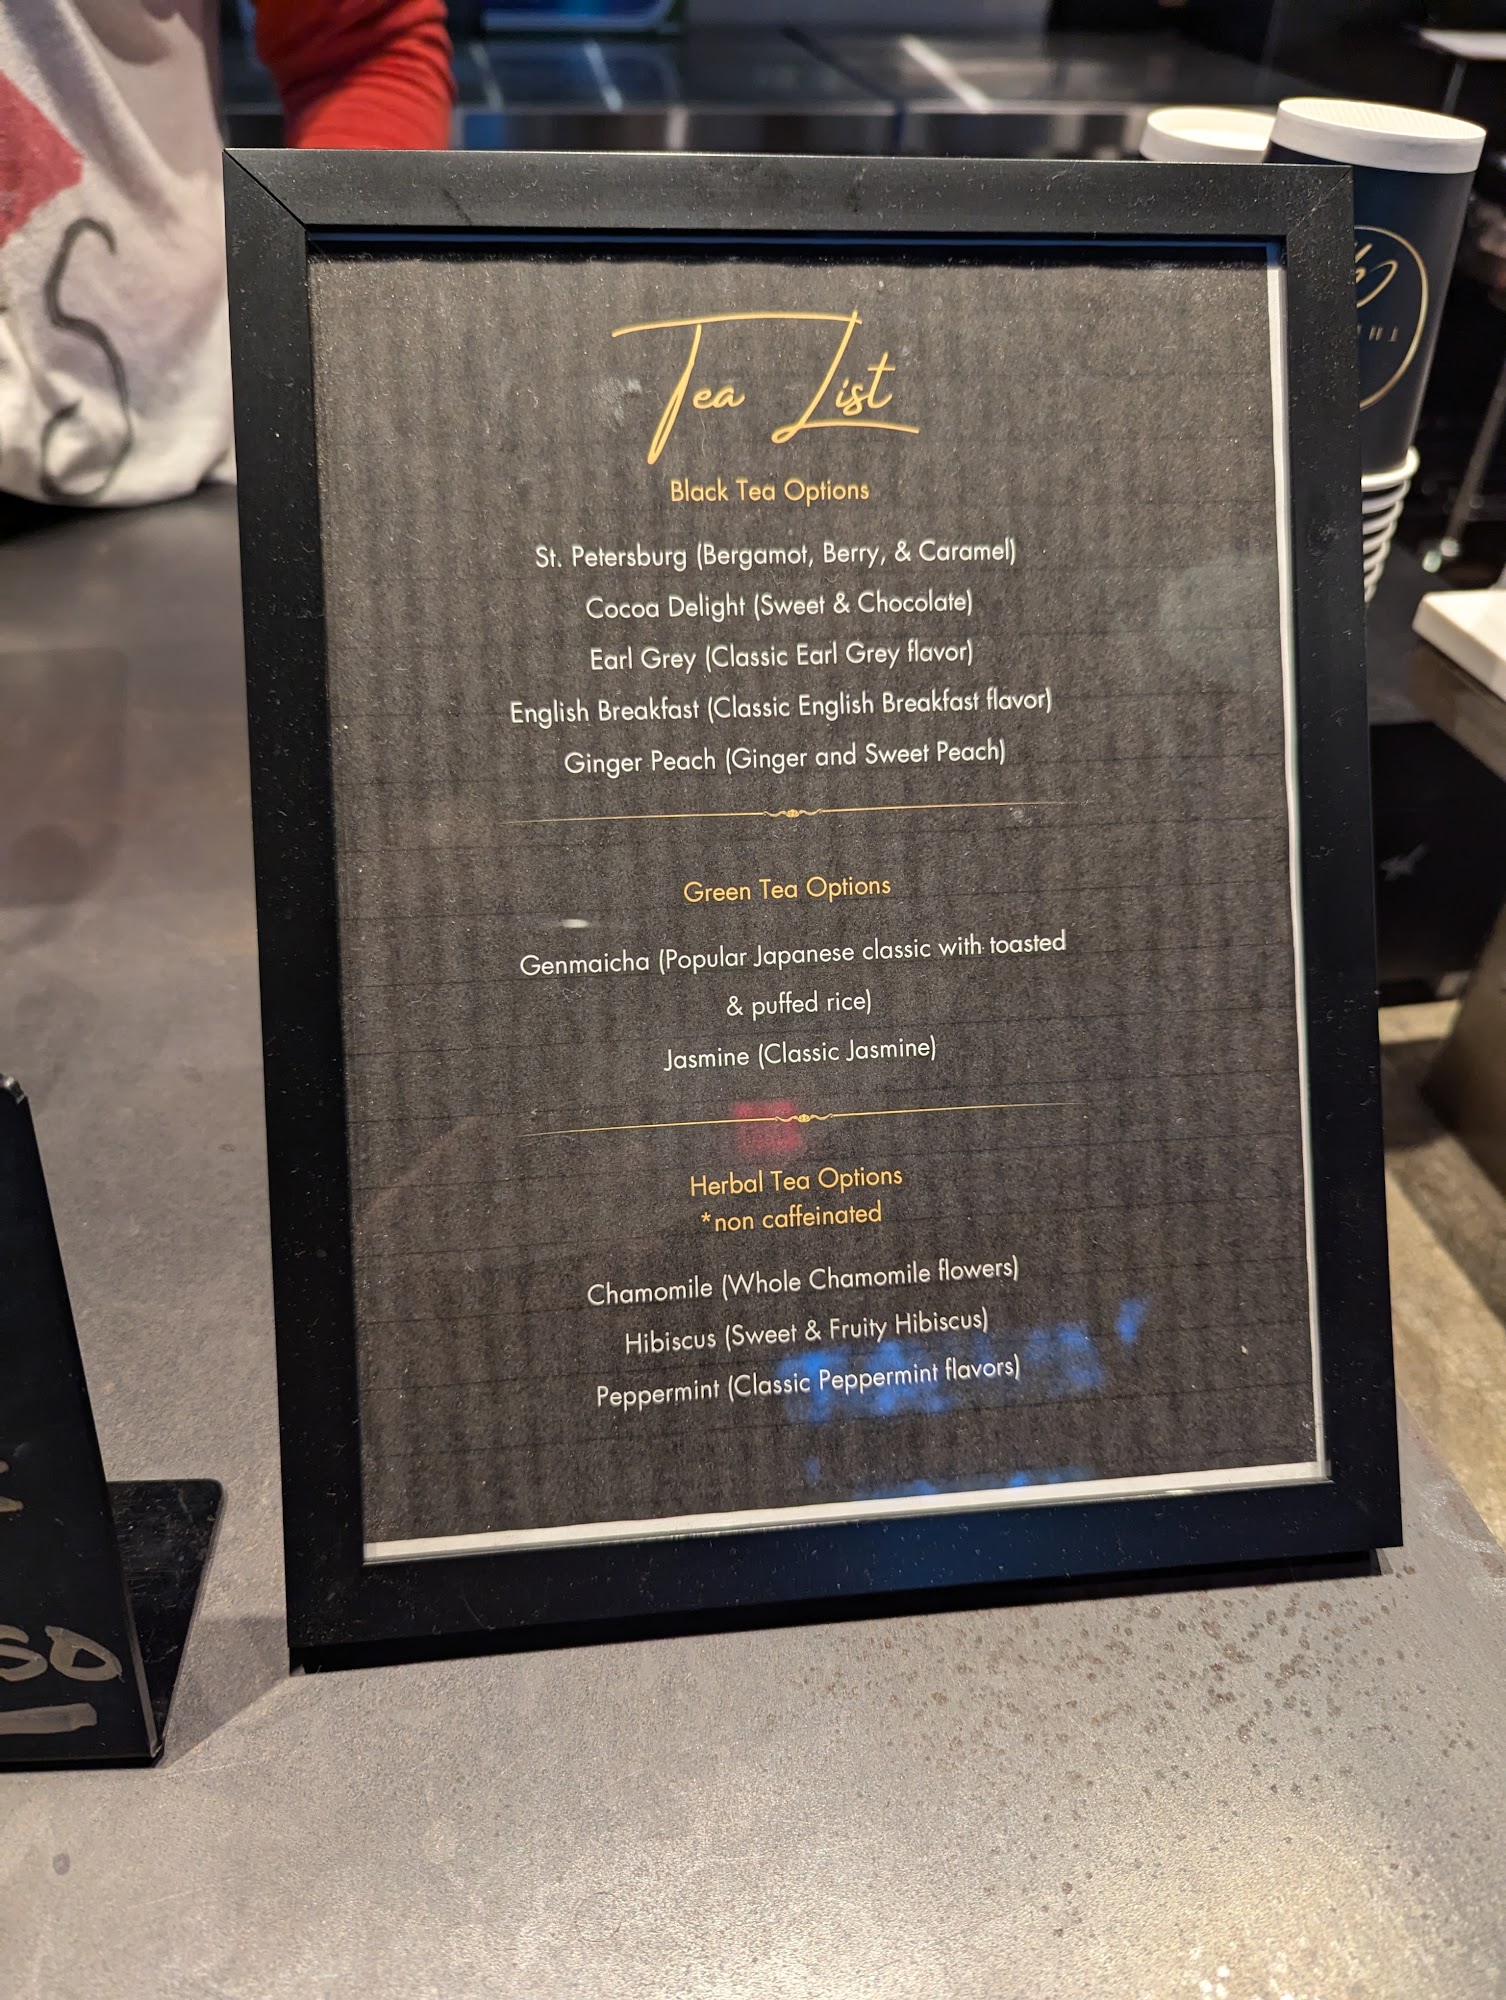 Tea List
Black Tea Options
St. Petersburg (Bergamot, Berry, & Caramel)
Cocoa Delight (Sweet & Chocolate)
Earl Grey (Classic Earl Grey flavor)
English Breakfast (Classic English Breakfast flavor)
Ginger Peach (Ginger and Sweet Peach)
Green Tea Options
Genmaicha (Popular Japanese classic with toasted
& puffed rice)
Jasmine (Classic Jasmine)
Herbal Tea Options
*non caffeinated
Chamomile (Whole Chamomile flowers)
Hibiscus (Sweet & Fruity Hibiscus)
Peppermint (Classic Peppermint flavors)